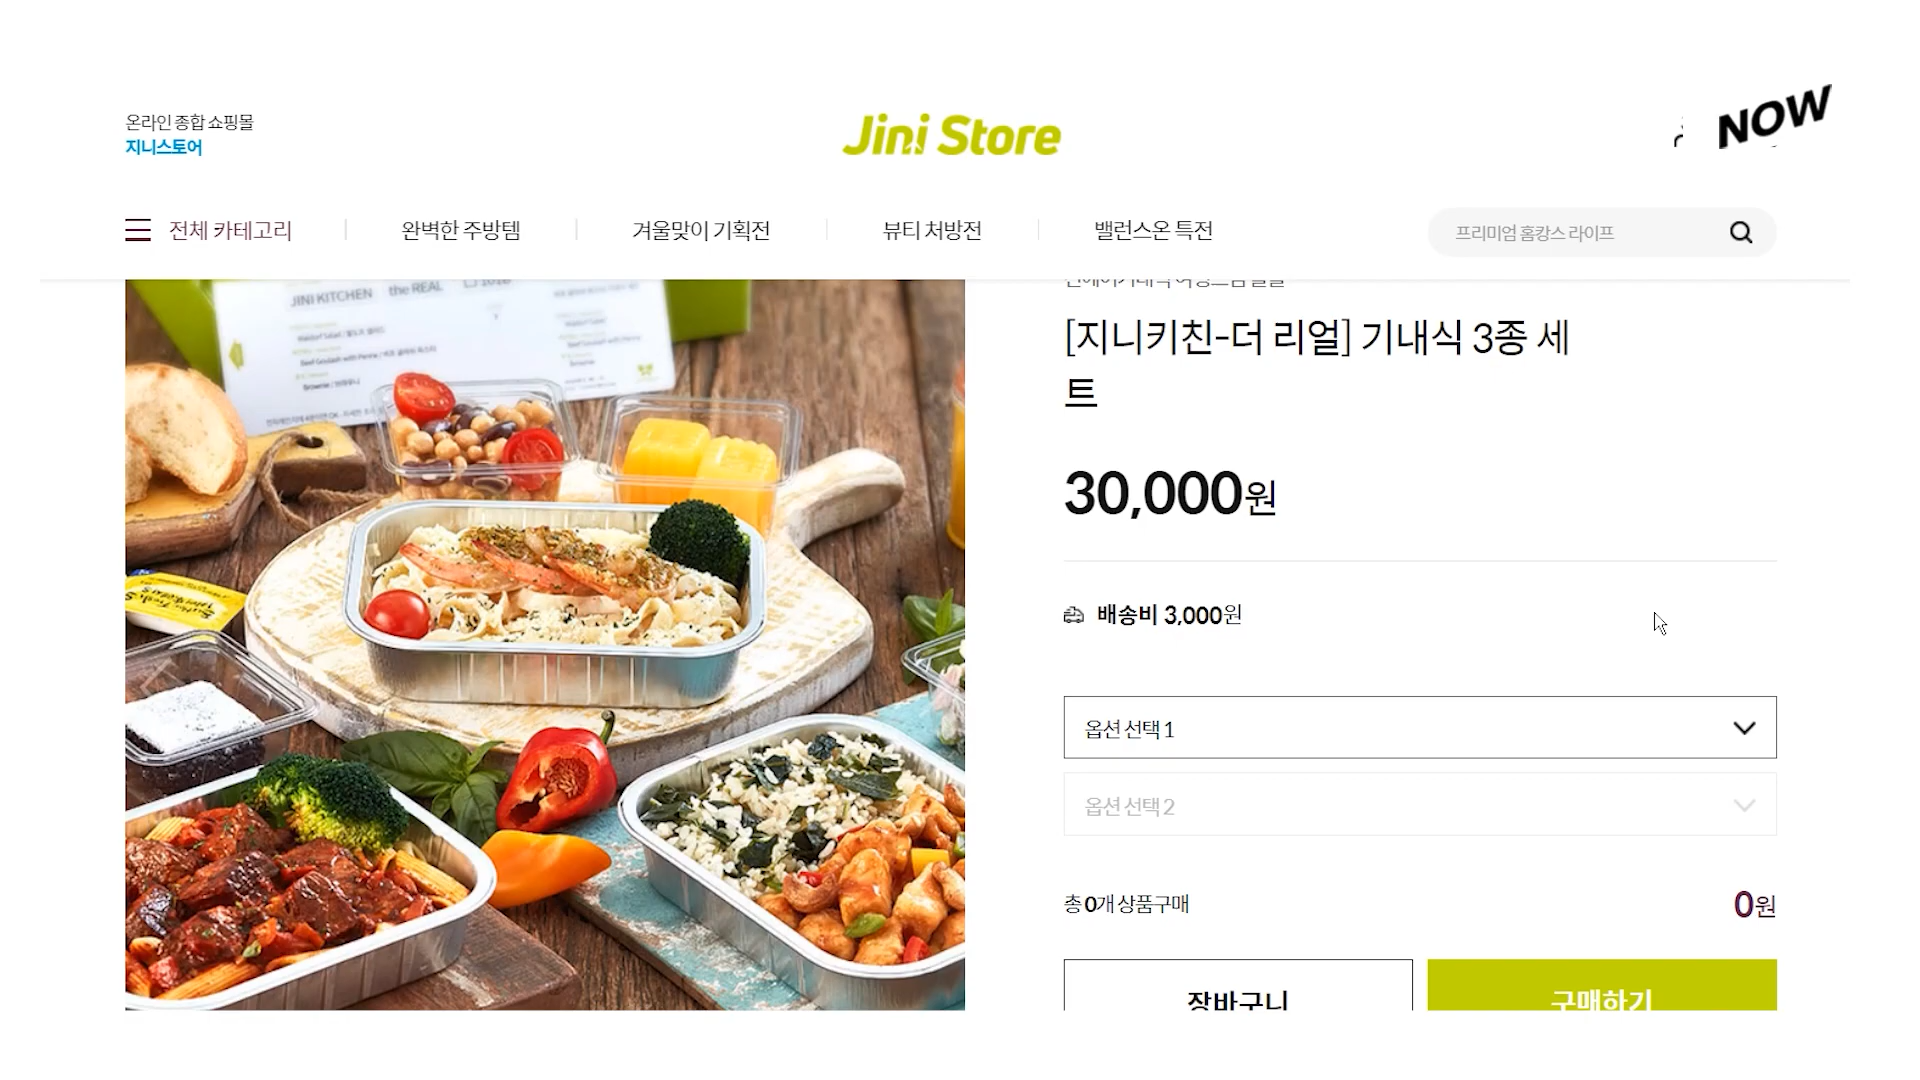 온라인 종합 쇼핑몰
지니스토어
Jini Store
NOW
전체 카테고리
완벽한 주방템
겨울맞이 기획전
뷰티 처방전
밸런스온 특전
프리미엄 홈캉스 라이프
JINI KITCHEN the REAL
[지니키친-더 리얼] 기내식 3종 세
트
30,000원
배송비 3,000원
옵션 선택 1
옵션 선택 2
총 0개 상품구매
0원
장바구니
구매하기